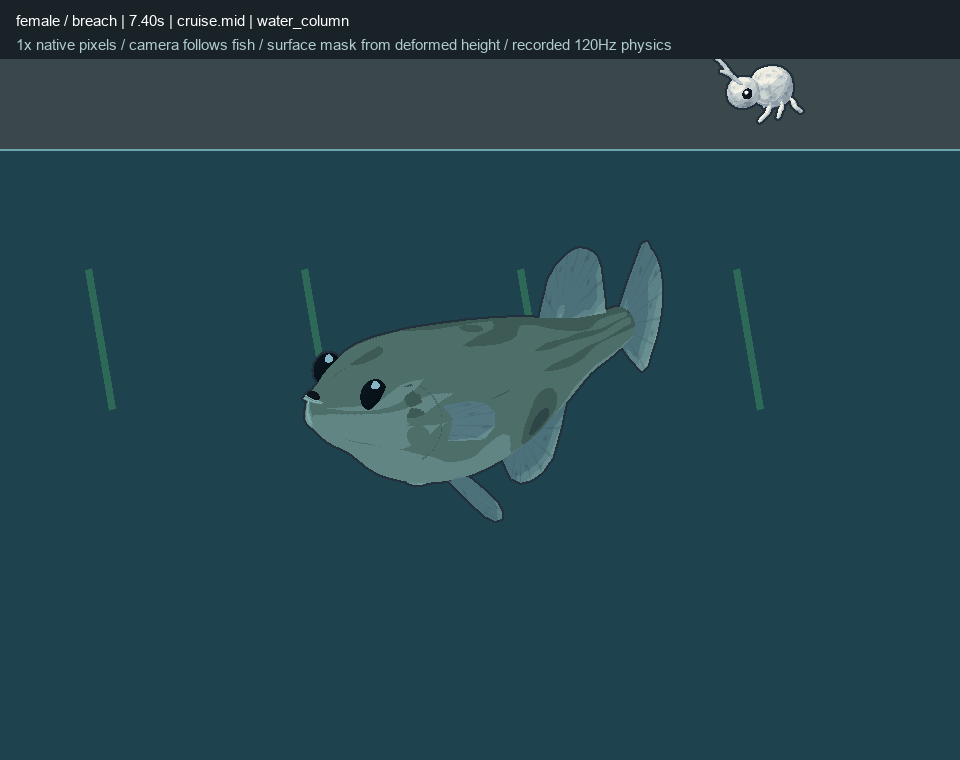 female / breach | 7.40s | cruise.mid | water_column
1x native pixels / camera follows fish / surface mask from deformed height / recorded 120Hz physics